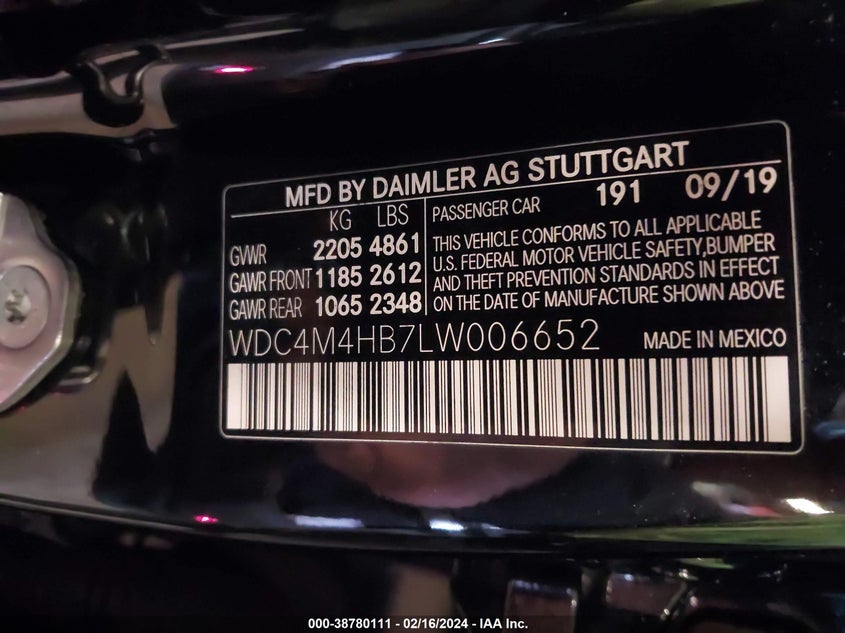 MFD BY DAIMLER AG STUTTGART
191 09/19
KG LBS
GVWR 2205 4861
GAWR FRONT 1185 2612
GAWR REAR 1065 2348
PASSENGER CAR
THIS VEHICLE CONFORMS TO ALL APPLICABLE
U.S. FEDERAL MOTOR VEHICLE SAFETY, BUMPER
AND THEFT PREVENTION STANDARDS IN EFFECT
ON THE DATE OF MANUFACTURE SHOWN ABOVE
WDC4M4HB7LW006652 MADE IN MEXICO
000-38780111 - 02/16/2024 - IAA Inc.